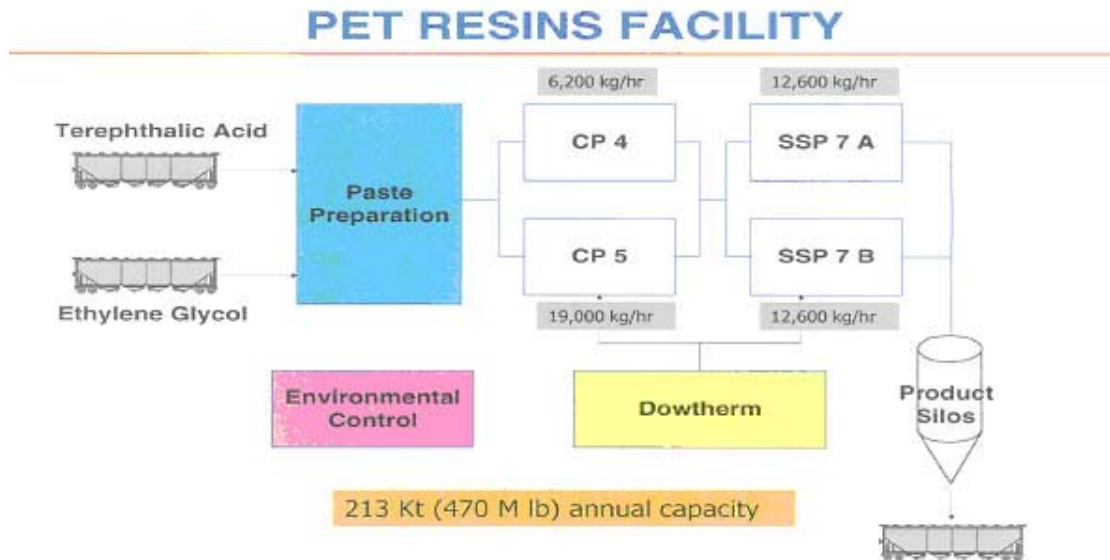 PET RESINS FACILITY
6,200 kg/hr
12,600 kg/hr
Terephthalic Acid
CP 4
SSP 7 A
Paste
Preparation
CP 5
SSP 7 B
Ethylene Glycol
19,000 kg/hr
12,600 kg/hr
Environmental
Control
Dowtherm
Product
Silos
213 Kt (470 M lb) annual capacity